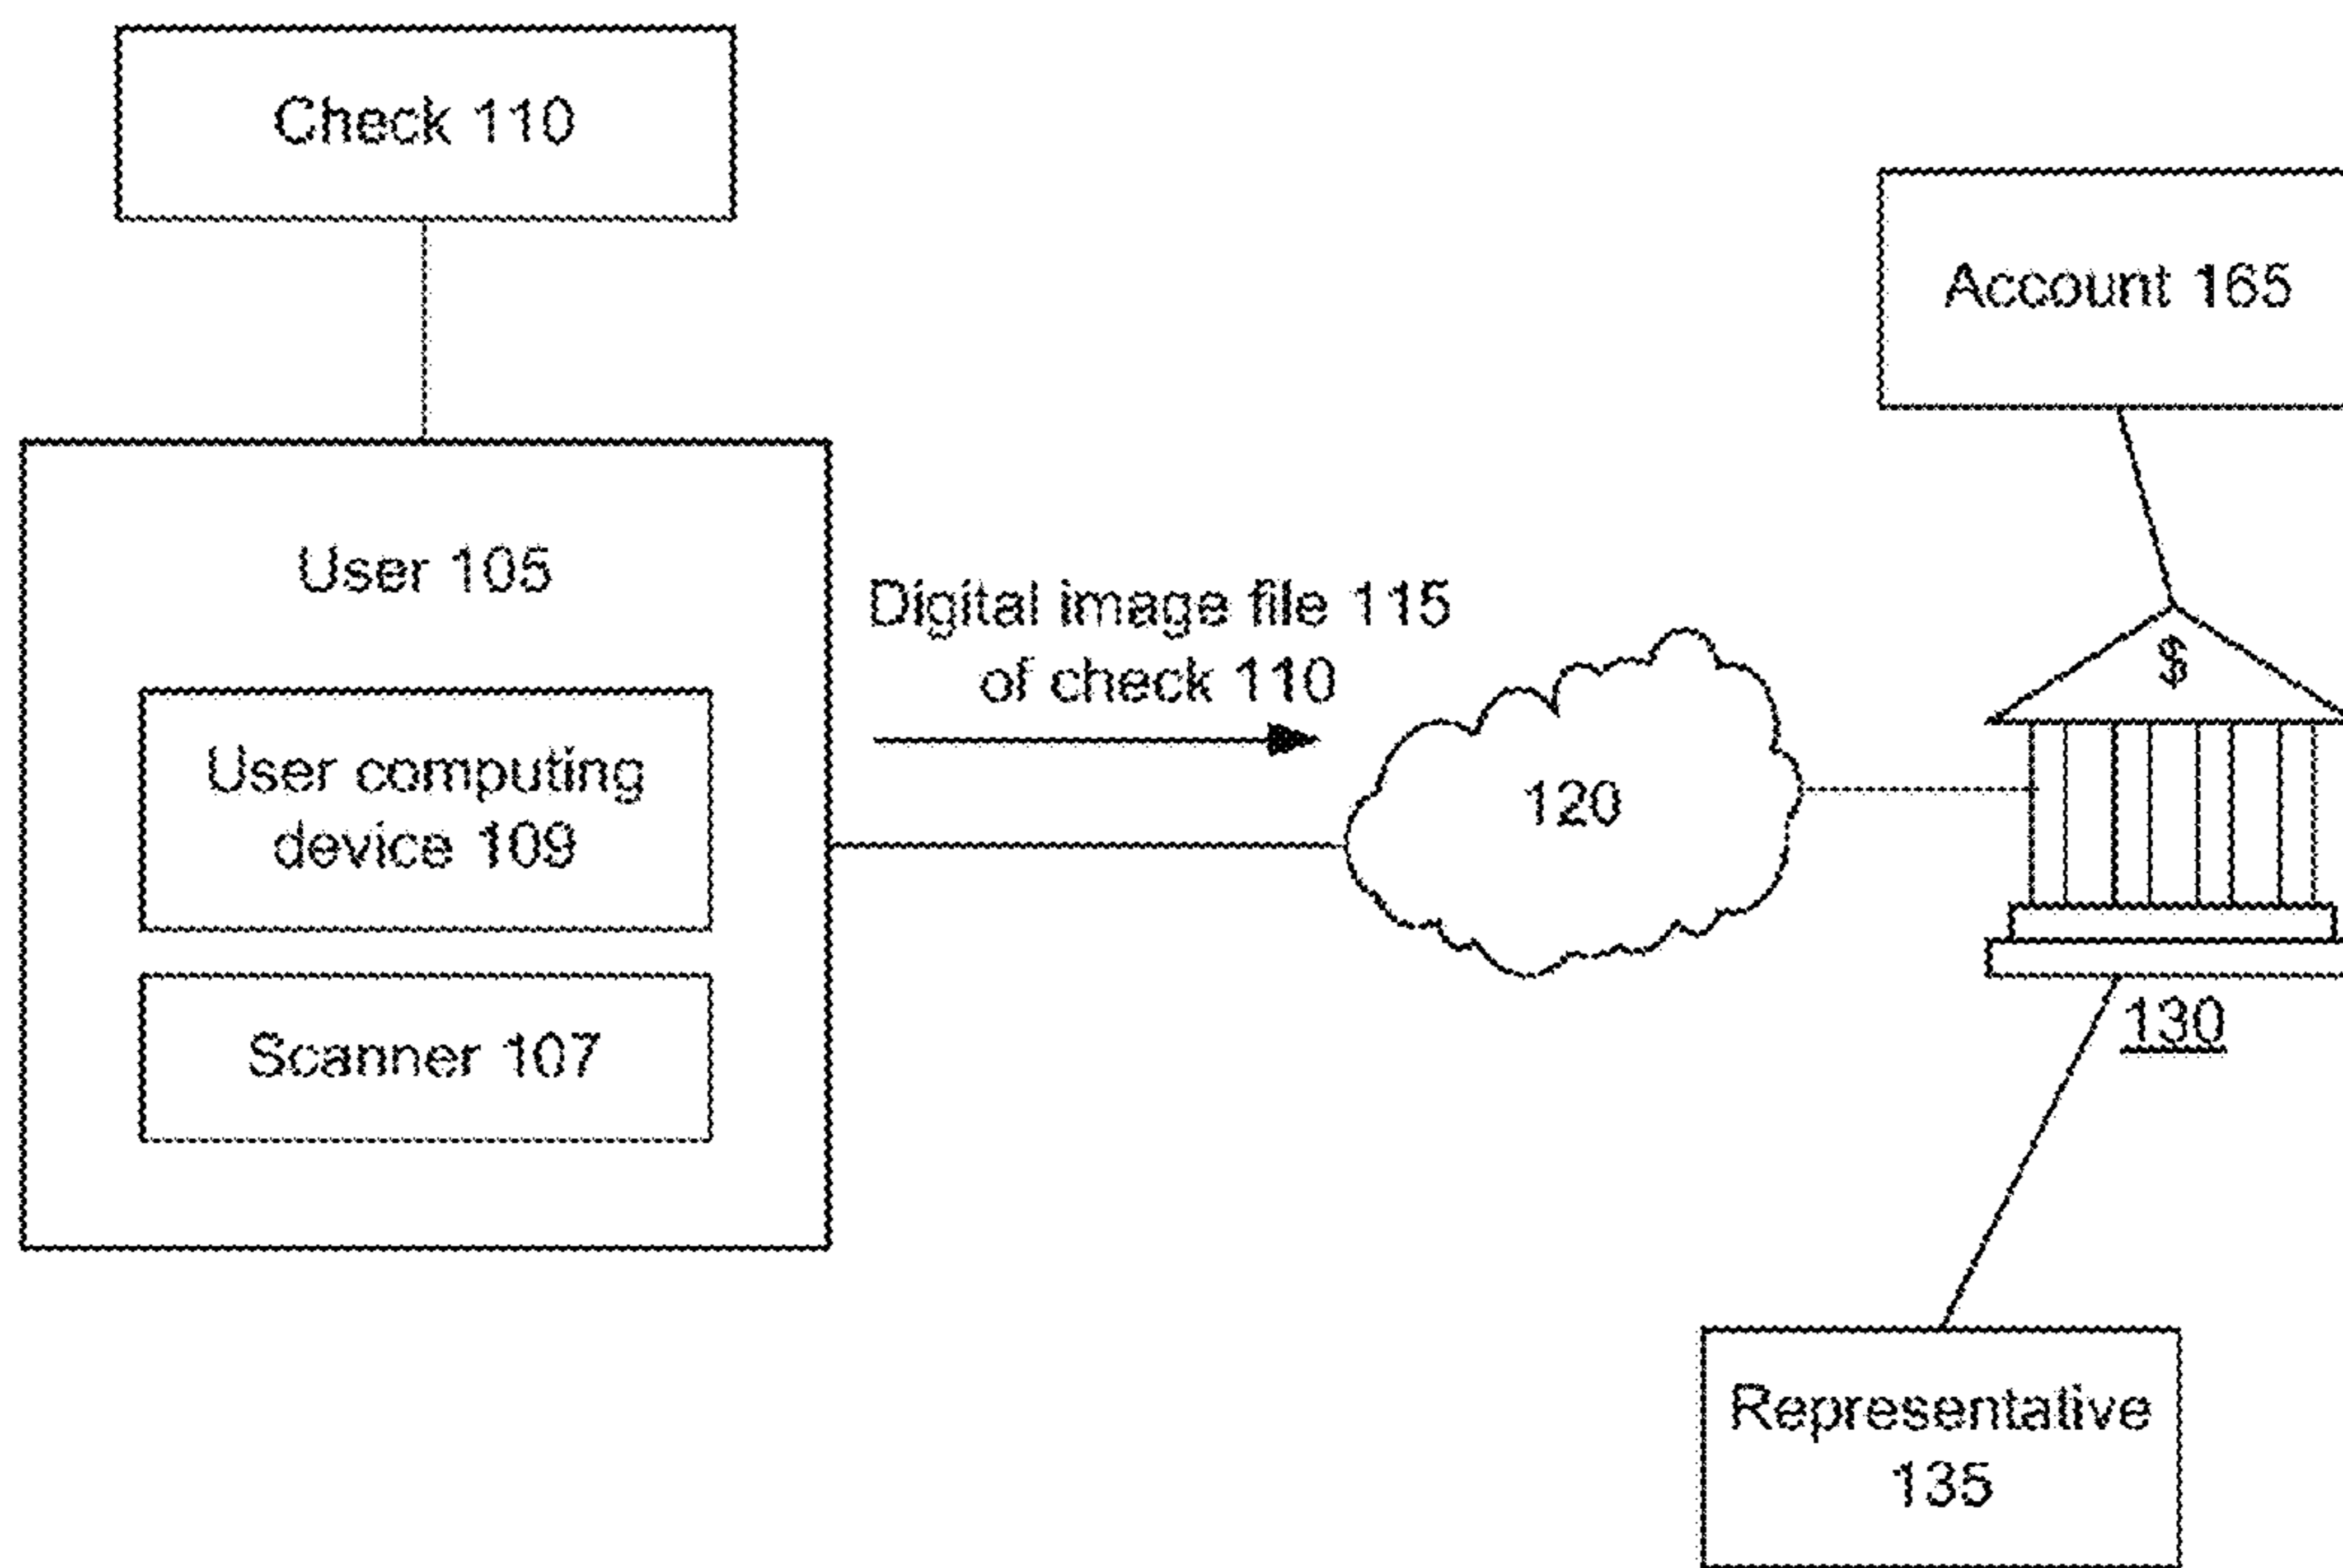 Check 110
Account 165
User 105
Digital image file 115
of check 110
$
User computing
device 109
120
Scanner 107
130
Representative
135